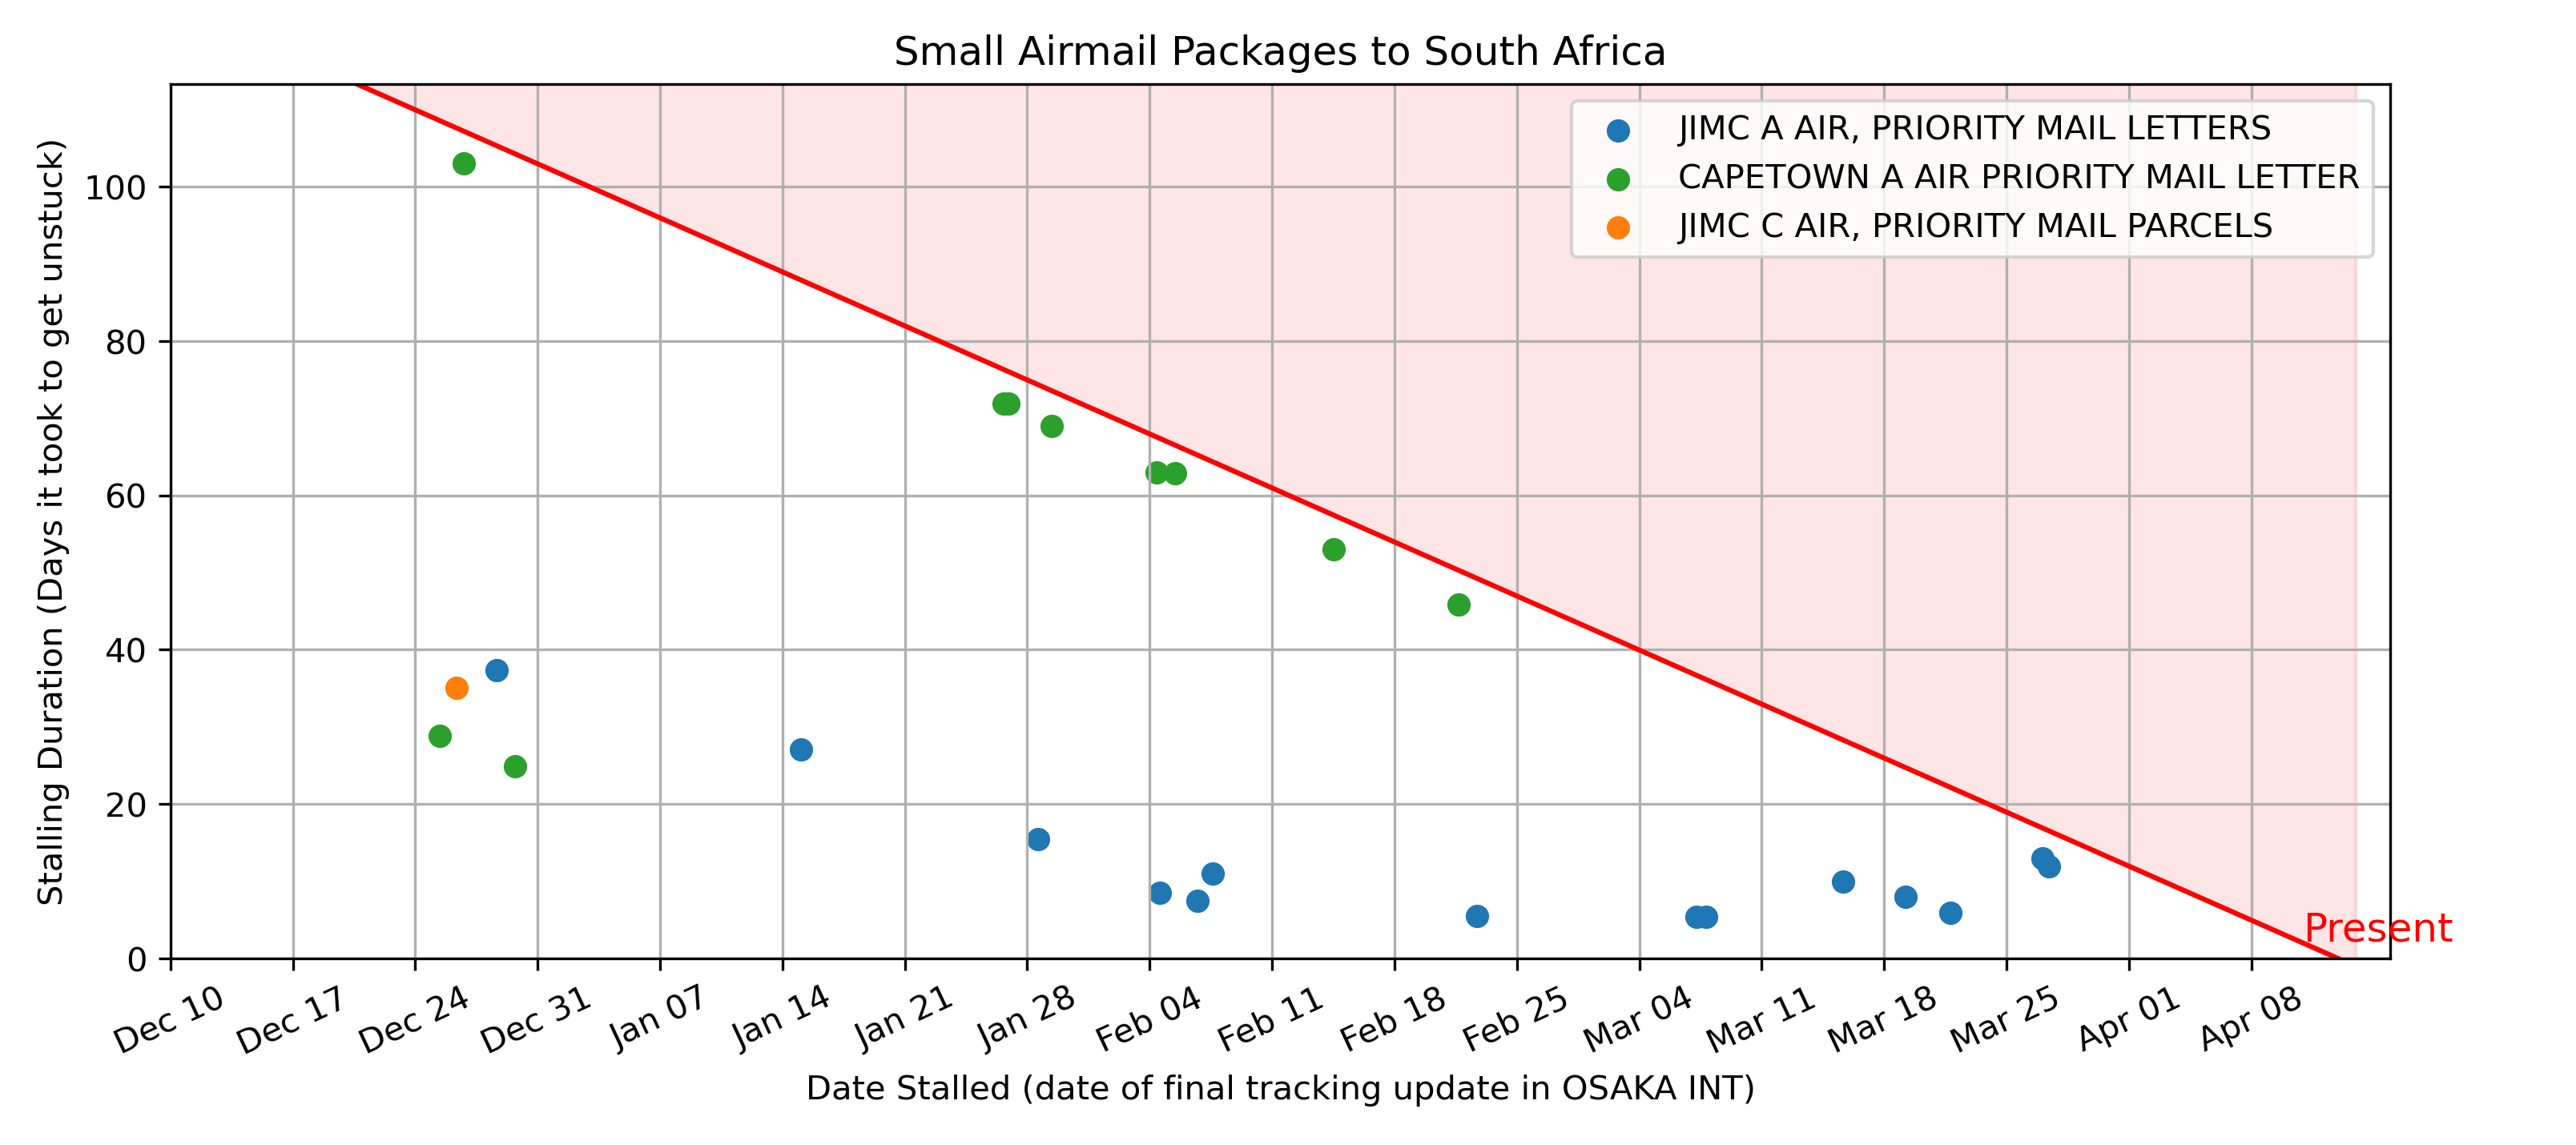 Small Airmail Packages to South Africa
Stalling Duration (Days it took to get unstuck)
100
80
60
40
20
0
JIMC A AIR, PRIORITY MAIL LETTERS
CAPETOWN A AIR PRIORITY MAIL LETTER
JIMC C AIR, PRIORITY MAIL PARCELS
Present
Dec 10
Dec 17
Dec 24
Dec 31
Jan 07
Jan 14
Jan 21
Jan 28
Feb 04
Feb 11
Feb 18
Feb 25
Mar 04
Mar 11
Mar 18
Mar 25
Apr 01
Apr 08
Date Stalled (date of final tracking update in OSAKA INT)